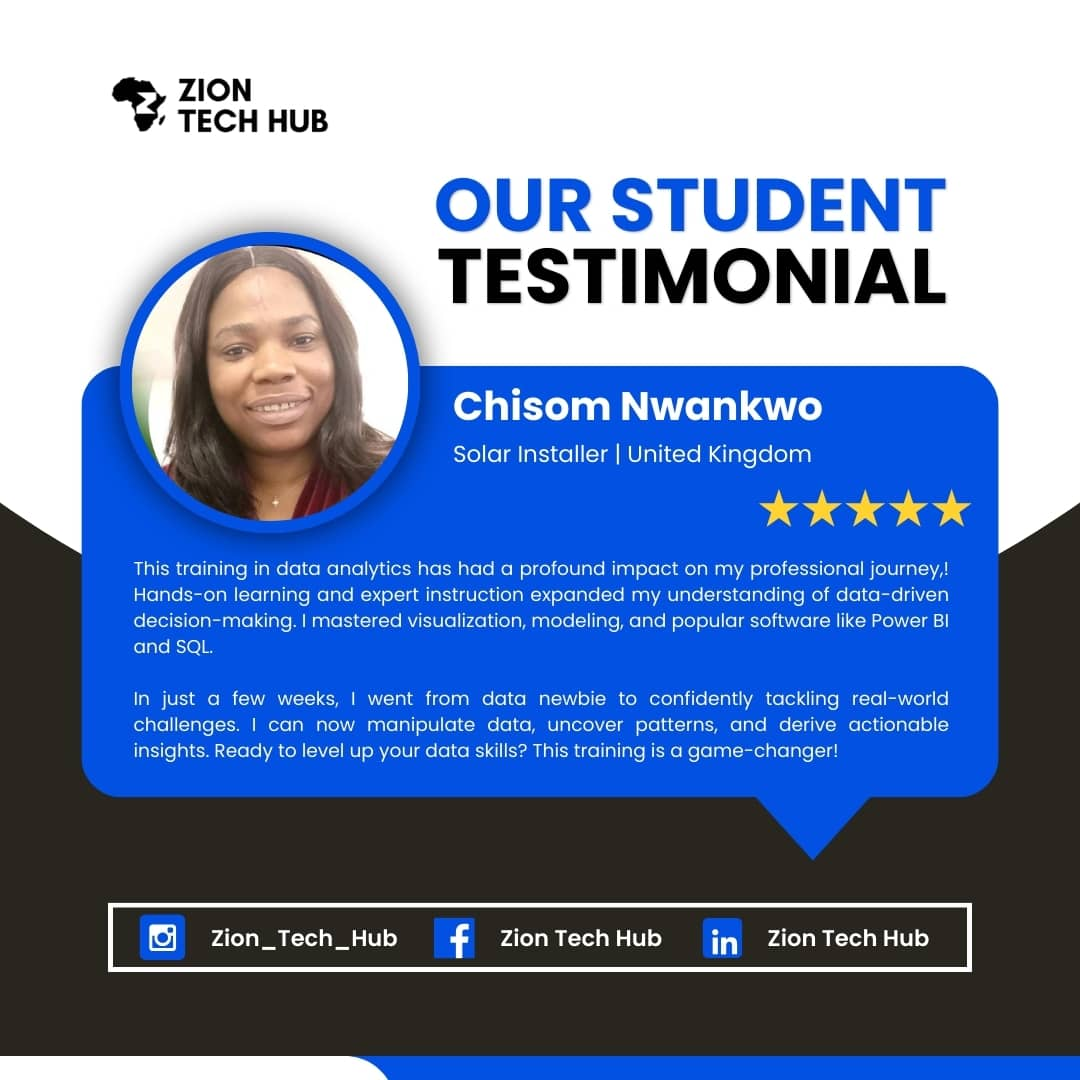 ZION
TECH HUB
OUR STUDENT
TESTIMONIAL
Chisom Nwankwo
Solar Installer | United Kingdom
This training in data analytics has had a profound impact on my professional journey,!
Hands-on learning and expert instruction expanded my understanding of data-driven
decision-making. I mastered visualization, modeling, and popular software like Power BI
and SQL.
In just a few weeks, I went from data newbie to confidently tackling real-world
challenges. I can now manipulate data, uncover patterns, and derive actionable
insights. Ready to level up your data skills? This training is a game-changer!
Zion_Tech_Hub
Zion Tech Hub
Zion Tech Hub